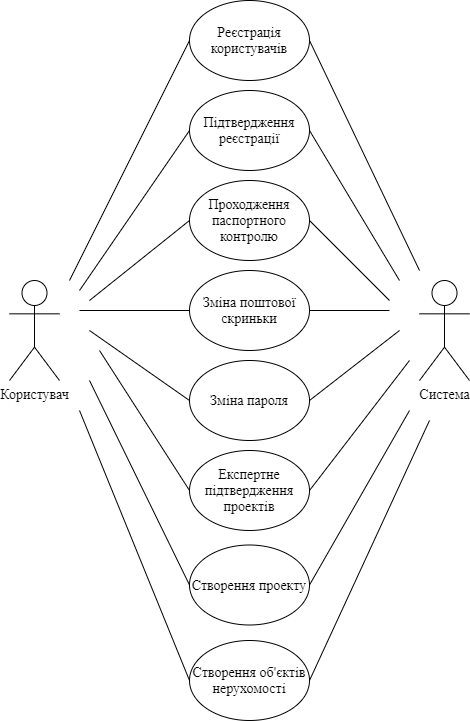 Реєстрація
користувачів
Підтвердження
реєстрації
Проходження
паспортного
контролю
Зміна поштової
скриньки
Користувач
Система
Зміна пароля
Експертне
підтвердження
проектів
Створення проекту
Створення об'єктів
нерухомості